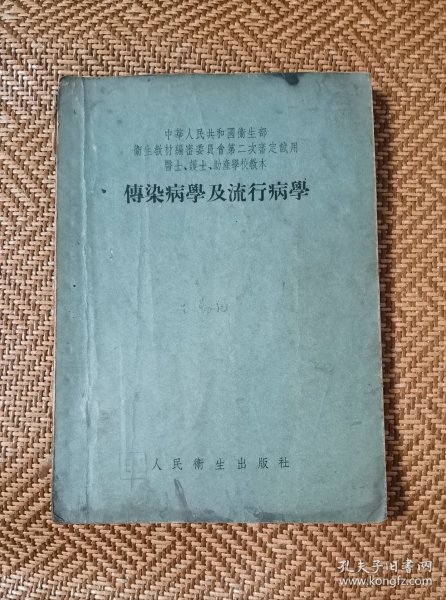 中華人民共和國衞生部
衞生教材編審委員會第二次審定試用
醫士、護士、助產學校教本
傳染病學及流行病學
人民衞生出版社
孔夫子旧书网
www.kongfz.com